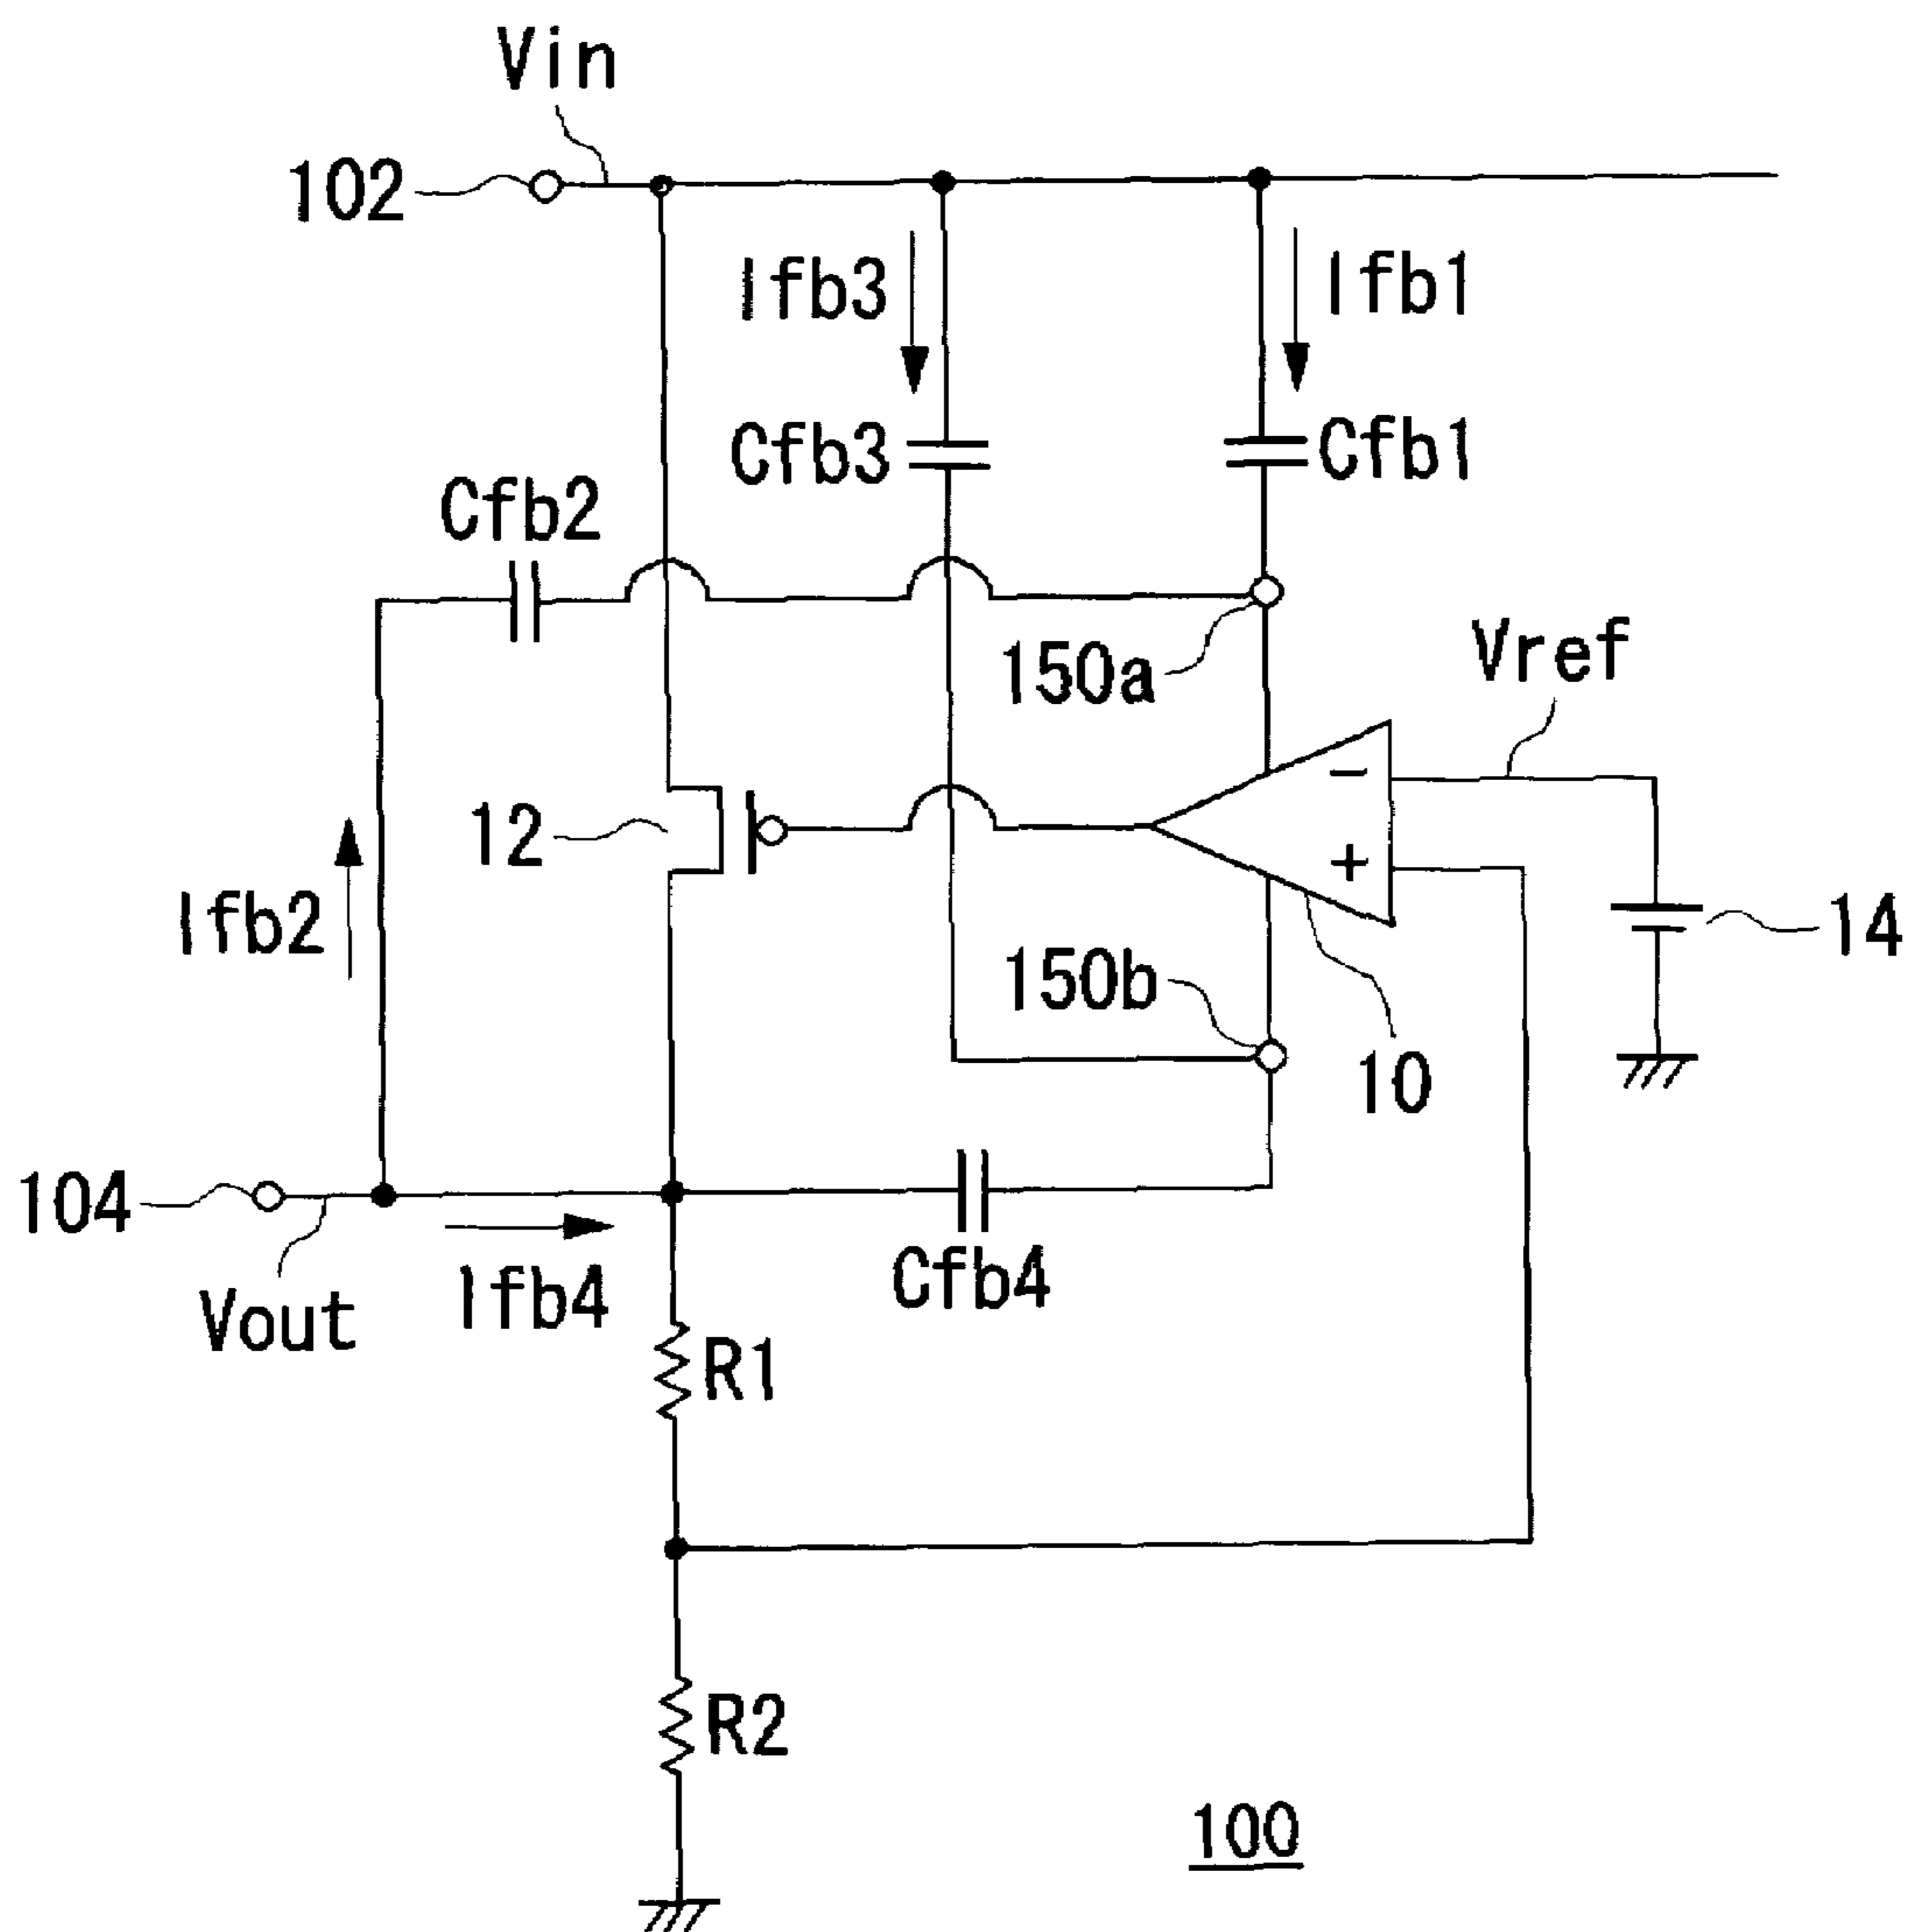 Vin
102
Ifb3
Ifb1
Cfb3
Cfb1
Cfb2
150a
Vref
−
12
+
Ifb2
14
150b
10
104
Cfb4
Ifb4
Vout
R1
R2
100